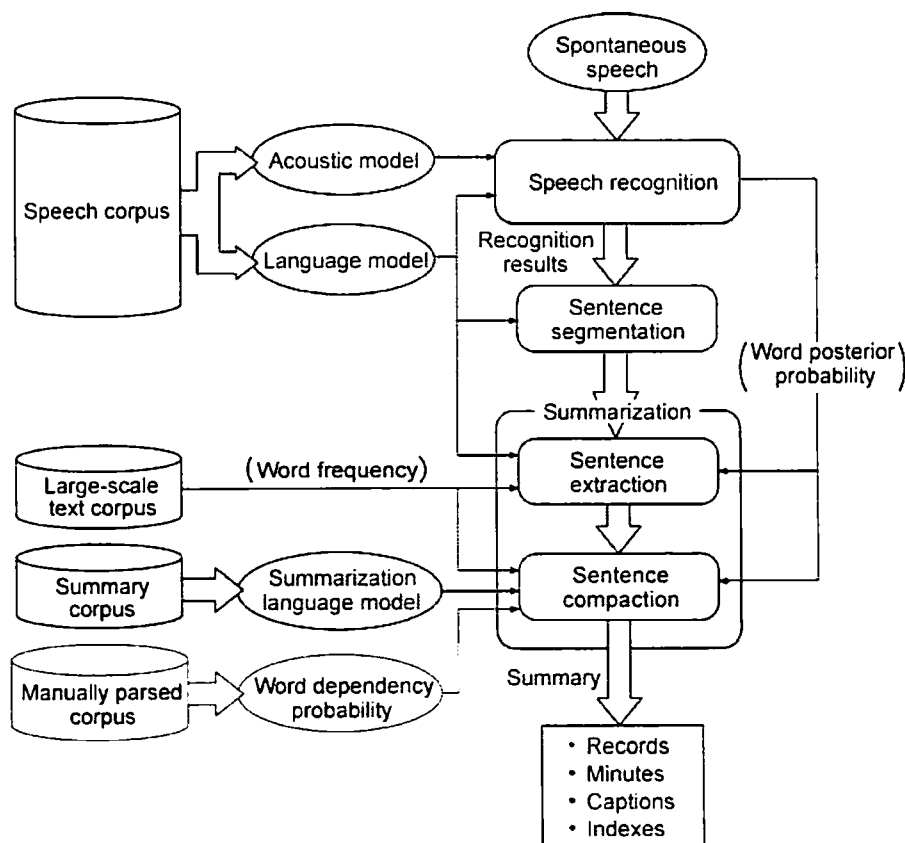 Spontaneous
speech
Acoustic model
Speech recognition
Speech corpus
Language model
Recognition
results
Sentence
segmentation
(Word posterior
probability)
Summarization
(Word frequency)
Large-scale
text corpus
Sentence
extraction
Summary
corpus
Summarization
language model
Sentence
compaction
Manually parsed
corpus
Word dependency
probability
Summary
• Records
• Minutes
• Captions
• Indexes